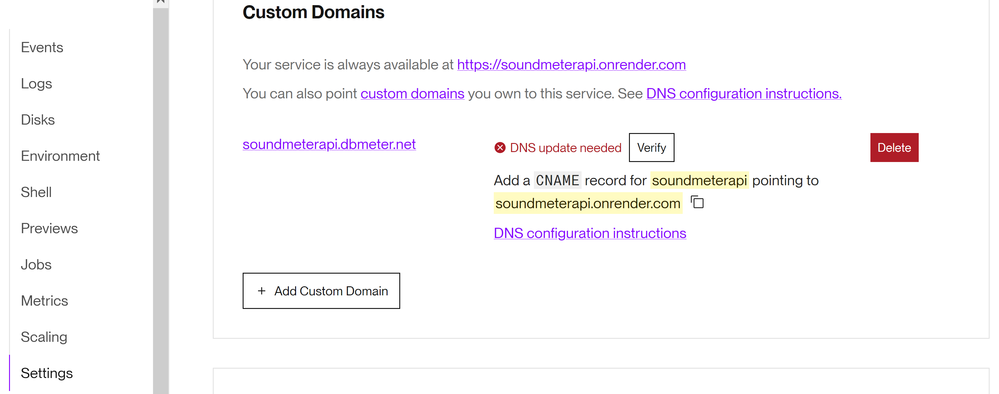 Custom Domains
Events
Logs
Disks
Environment
Shell
Previews
Jobs
Metrics
Scaling
Settings
Your service is always available at https://soundmeterapi.onrender.com
You can also point custom domains you own to this service. See DNS configuration instructions.
soundmeterapi.dbmeter.net
DNS update needed
Verify
Delete
Add a CNAME record for soundmeterapi pointing to
soundmeterapi.onrender.com
DNS configuration instructions
+ Add Custom Domain